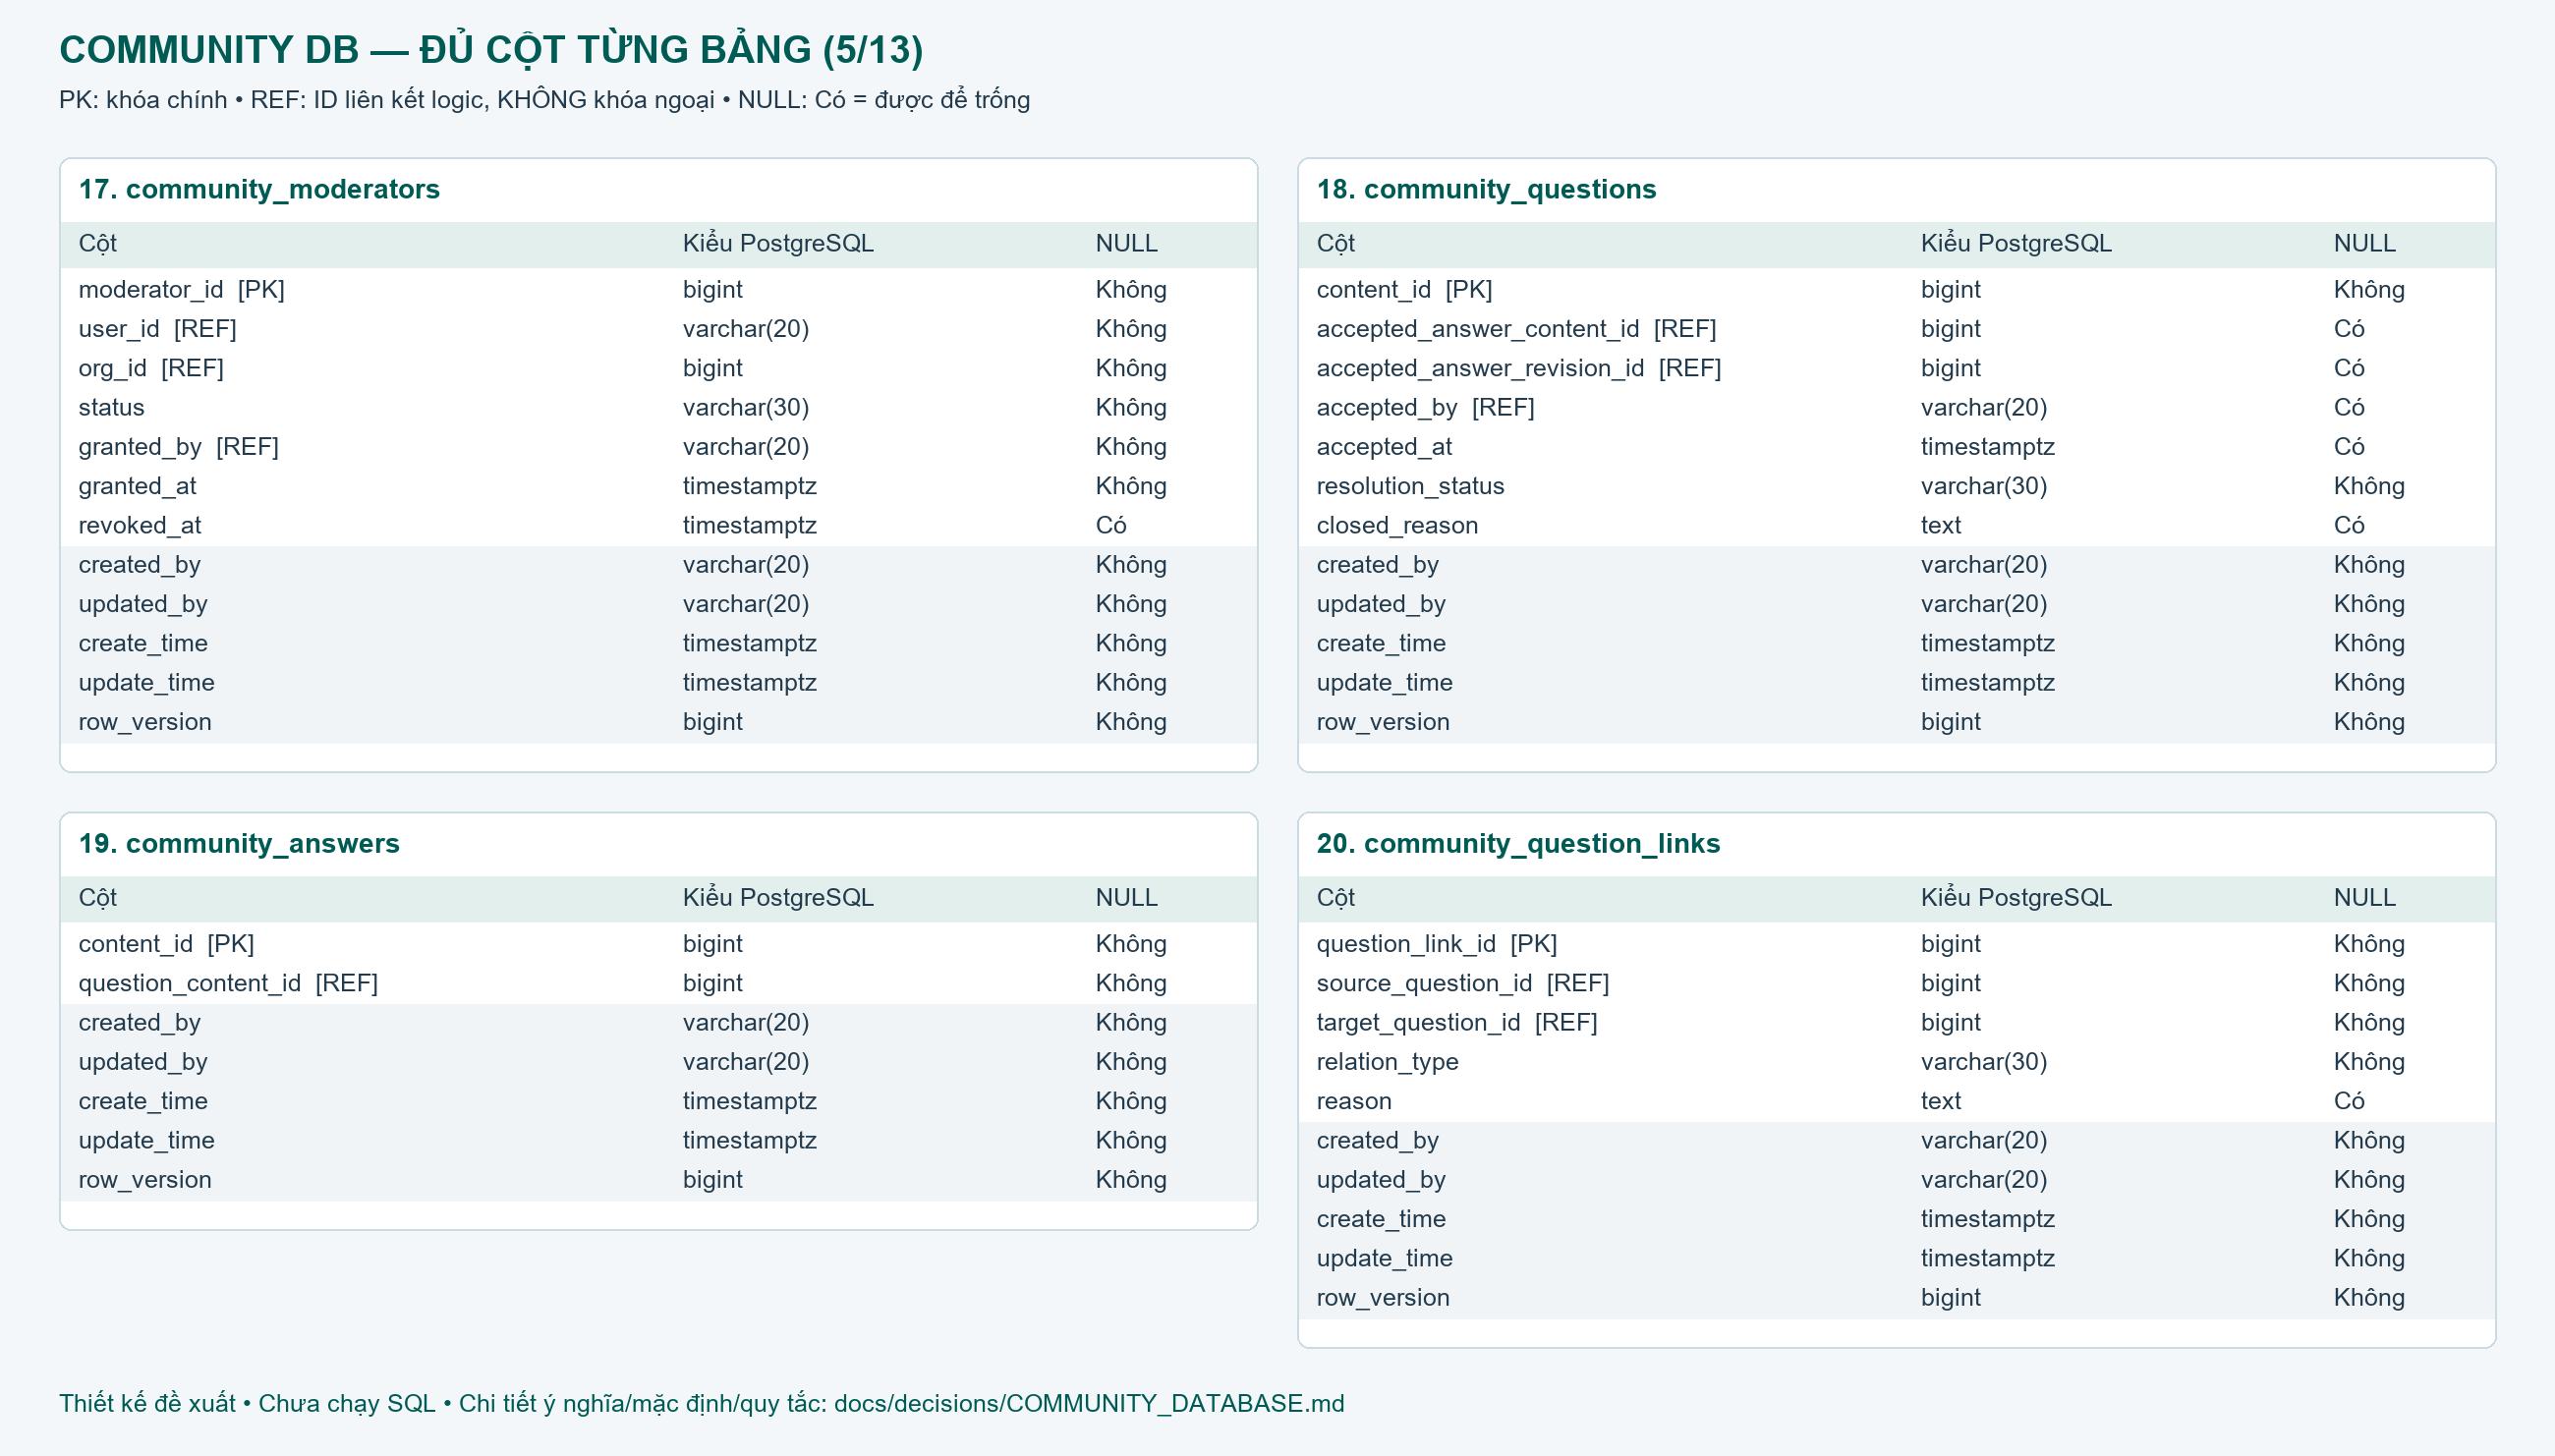 COMMUNITY DB — ĐỦ CỘT TỪNG BẢNG (5/13)
PK: khóa chính • REF: ID liên kết logic, KHÔNG khóa ngoại • NULL: Có = được để trống
17. community_moderators
Cột Kiểu PostgreSQL NULL
moderator_id [PK] bigint Không
user_id [REF] varchar(20) Không
org_id [REF] bigint Không
status varchar(30) Không
granted_by [REF] varchar(20) Không
granted_at timestamptz Không
revoked_at timestamptz Có
created_by varchar(20) Không
updated_by varchar(20) Không
create_time timestamptz Không
update_time timestamptz Không
row_version bigint Không
18. community_questions
Cột Kiểu PostgreSQL NULL
content_id [PK] bigint Không
accepted_answer_content_id [REF] bigint Có
accepted_answer_revision_id [REF] bigint Có
accepted_by [REF] varchar(20) Có
accepted_at timestamptz Có
resolution_status varchar(30) Không
closed_reason text Có
created_by varchar(20) Không
updated_by varchar(20) Không
create_time timestamptz Không
update_time timestamptz Không
row_version bigint Không
19. community_answers
Cột Kiểu PostgreSQL NULL
content_id [PK] bigint Không
question_content_id [REF] bigint Không
created_by varchar(20) Không
updated_by varchar(20) Không
create_time timestamptz Không
update_time timestamptz Không
row_version bigint Không
20. community_question_links
Cột Kiểu PostgreSQL NULL
question_link_id [PK] bigint Không
source_question_id [REF] bigint Không
target_question_id [REF] bigint Không
relation_type varchar(30) Không
reason text Có
created_by varchar(20) Không
updated_by varchar(20) Không
create_time timestamptz Không
update_time timestamptz Không
row_version bigint Không
Thiết kế đề xuất • Chưa chạy SQL • Chi tiết ý nghĩa/mặc định/quy tắc: docs/decisions/COMMUNITY_DATABASE.md